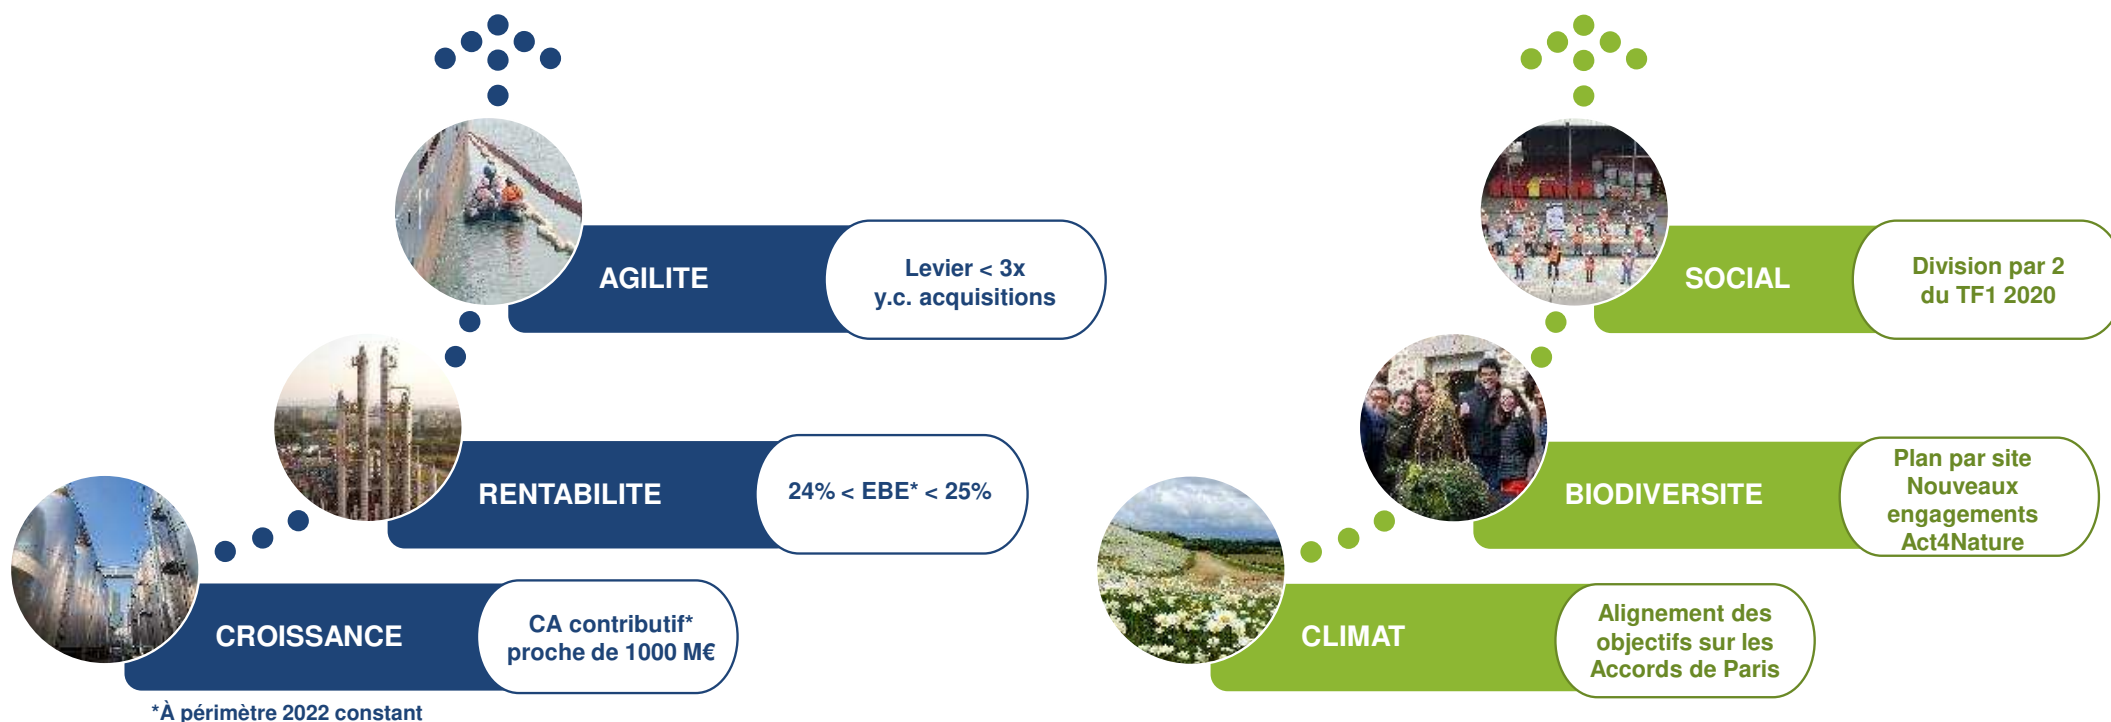 AGILITE
Levier < 3x
y.c. acquisitions
RENTABILITE
24% < EBE* < 25%
CROISSANCE
CA contributif*
proche de 1000 M€
*À périmètre 2022 constant
SOCIAL
Division par 2
du TF1 2020
BIODIVERSITE
Plan par site
Nouveaux
engagements
Act4Nature
CLIMAT
Alignement des
objectifs sur les
Accords de Paris